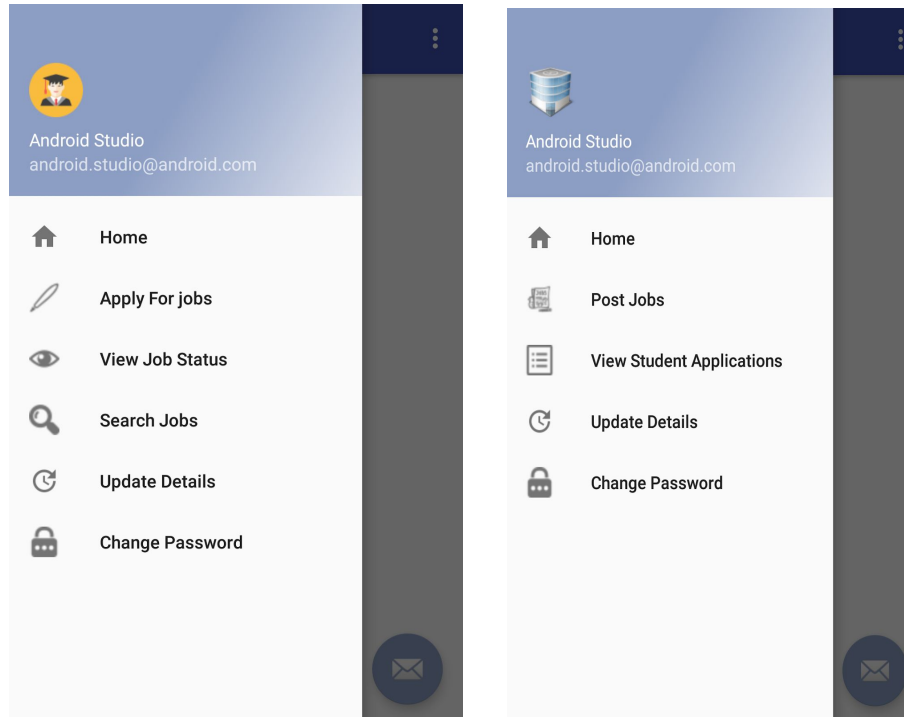 Android Studio
android.studio@android.com
Home
Apply For jobs
View Job Status
Search Jobs
Update Details
Change Password
Android Studio
android.studio@android.com
Home
Post Jobs
View Student Applications
Update Details
Change Password